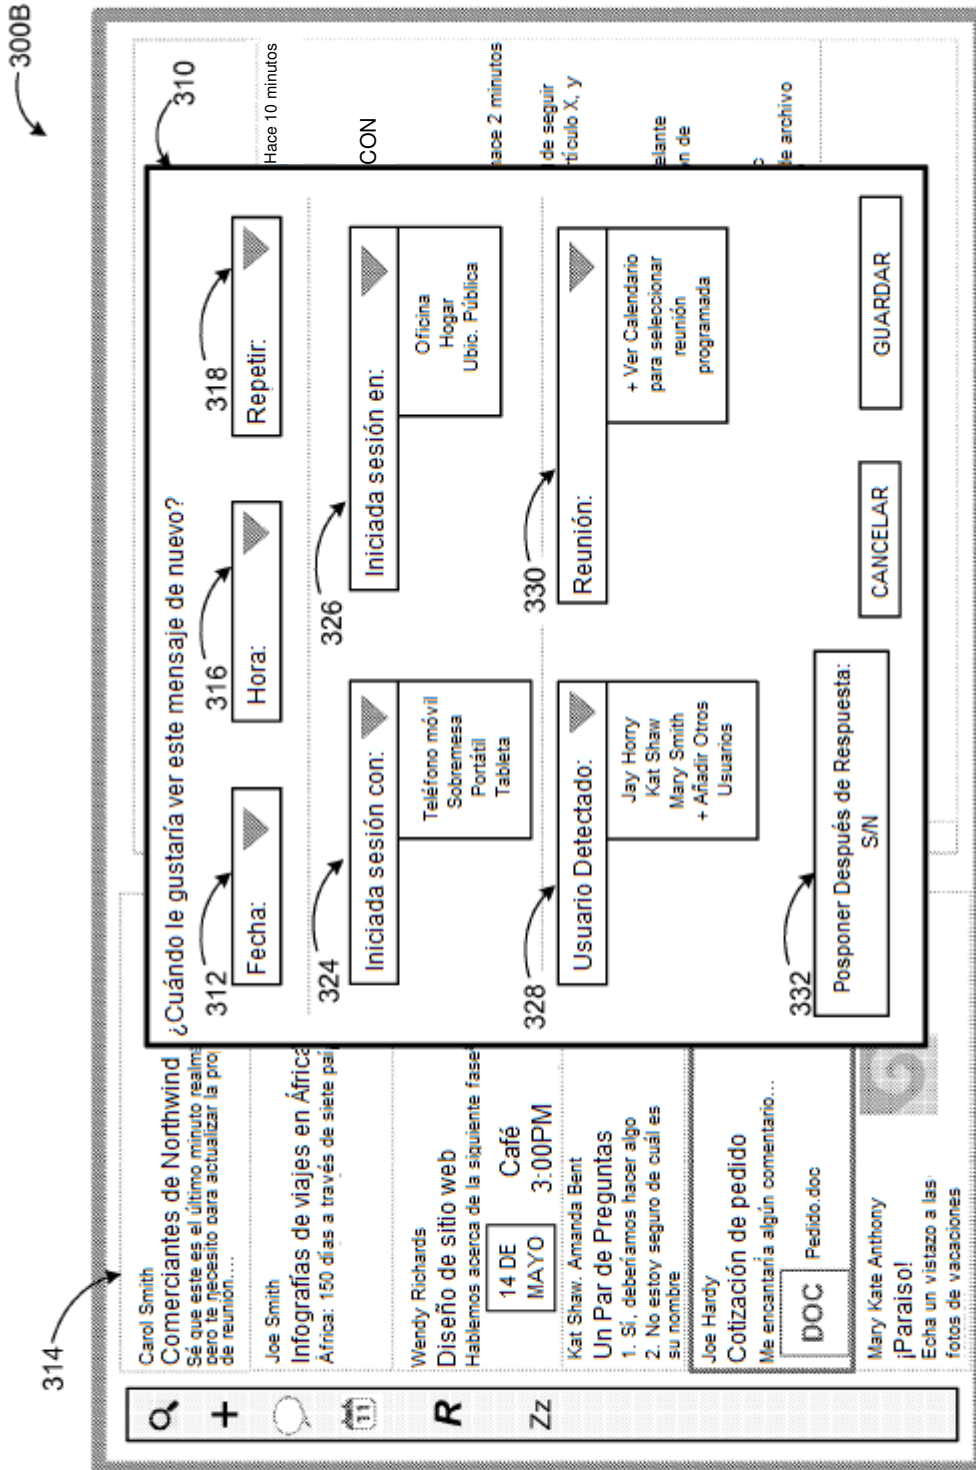 300B
314
Carol Smith
Comerciantes de Northwind
Sé que este es el último minuto realme
pero te necesito para actualizar la pro
de reunión....
Joe Smith
Infografías de viajes en África
África: 150 días a través de siete paí
Wendy Richards
Diseño de sitio web
Hablemos acerca de la siguiente fase
14 DE
MAYO
Café
3:00PM
Kat Shaw. Amanda Bent
Un Par de Preguntas
1. Sí, deberíamos hacer algo
2. No estoy seguro de cuál es
su nombre
Joe Hardy
Cotización de pedido
Me encantaría algún comentario...
DOC
Pedido.doc
Mary Kate Anthony
¡Paraiso!
Echa un vistazo a las
fotos de vacaciones
11
R
ZZ
310
¿Cuándo le gustaría ver este mensaje de nuevo?
312
Fecha:
316
Hora:
318
Repetir:
324
Iniciada sesión con:
Teléfono móvil
Sobremesa
Portátil
Tableta
326
Iniciada sesión en:
Oficina
Hogar
Ubic. Pública
328
Usuario Detectado:
Jay Horry
Kat Shaw
Mary Smith
+ Añadir Otros
Usuarios
330
Reunión:
+ Ver Calendario
para seleccionar
reunión
programada
332
Posponer Después de Respuesta:
S/N
CANCELAR
GUARDAR
Hace 10 minutos
CON
hace 2 minutos
de seguir
rtículo X, y
elante
n de
c
de archivo